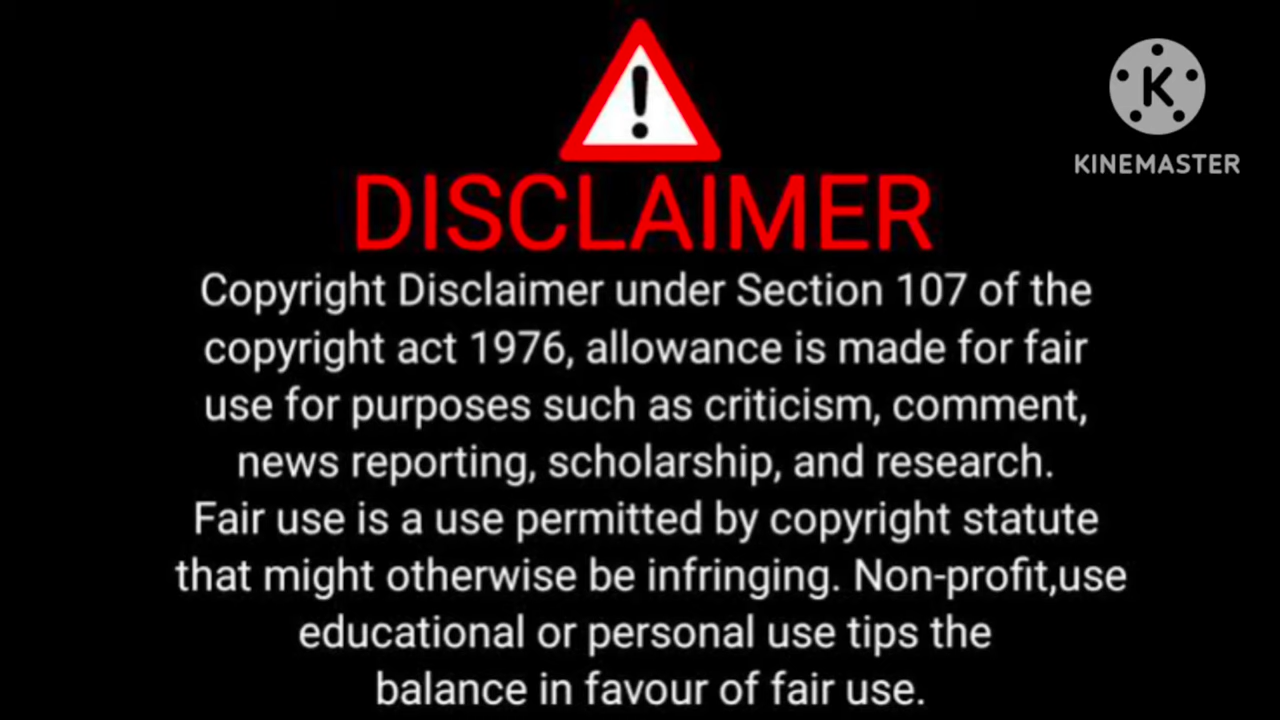 K
KINEMASTER
DISCLAIMER
Copyright Disclaimer under Section 107 of the
copyright act 1976, allowance is made for fair
use for purposes such as criticism, comment,
news reporting, scholarship, and research.
Fair use is a use permitted by copyright statute
that might otherwise be infringing. Non-profit,use
educational or personal use tips the
balance in favour of fair use.